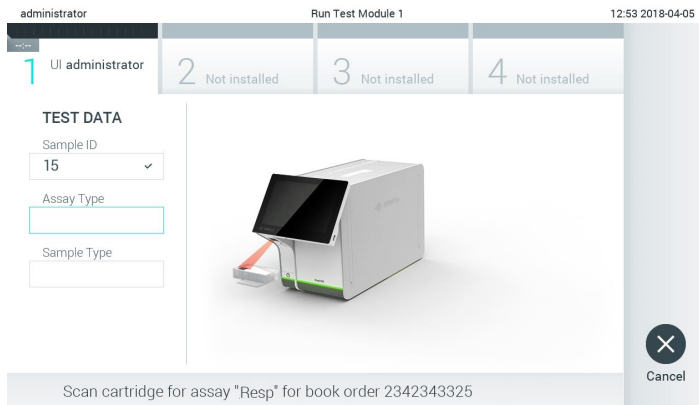 administrator Run Test Module 1 12:53 2018-04-05
--:--
1 UI administrator 2 Not installed 3 Not installed 4 Not installed
TEST DATA
Sample ID
15
Assay Type
Sample Type
Cancel
Scan cartridge for assay "Resp" for book order 2342343325